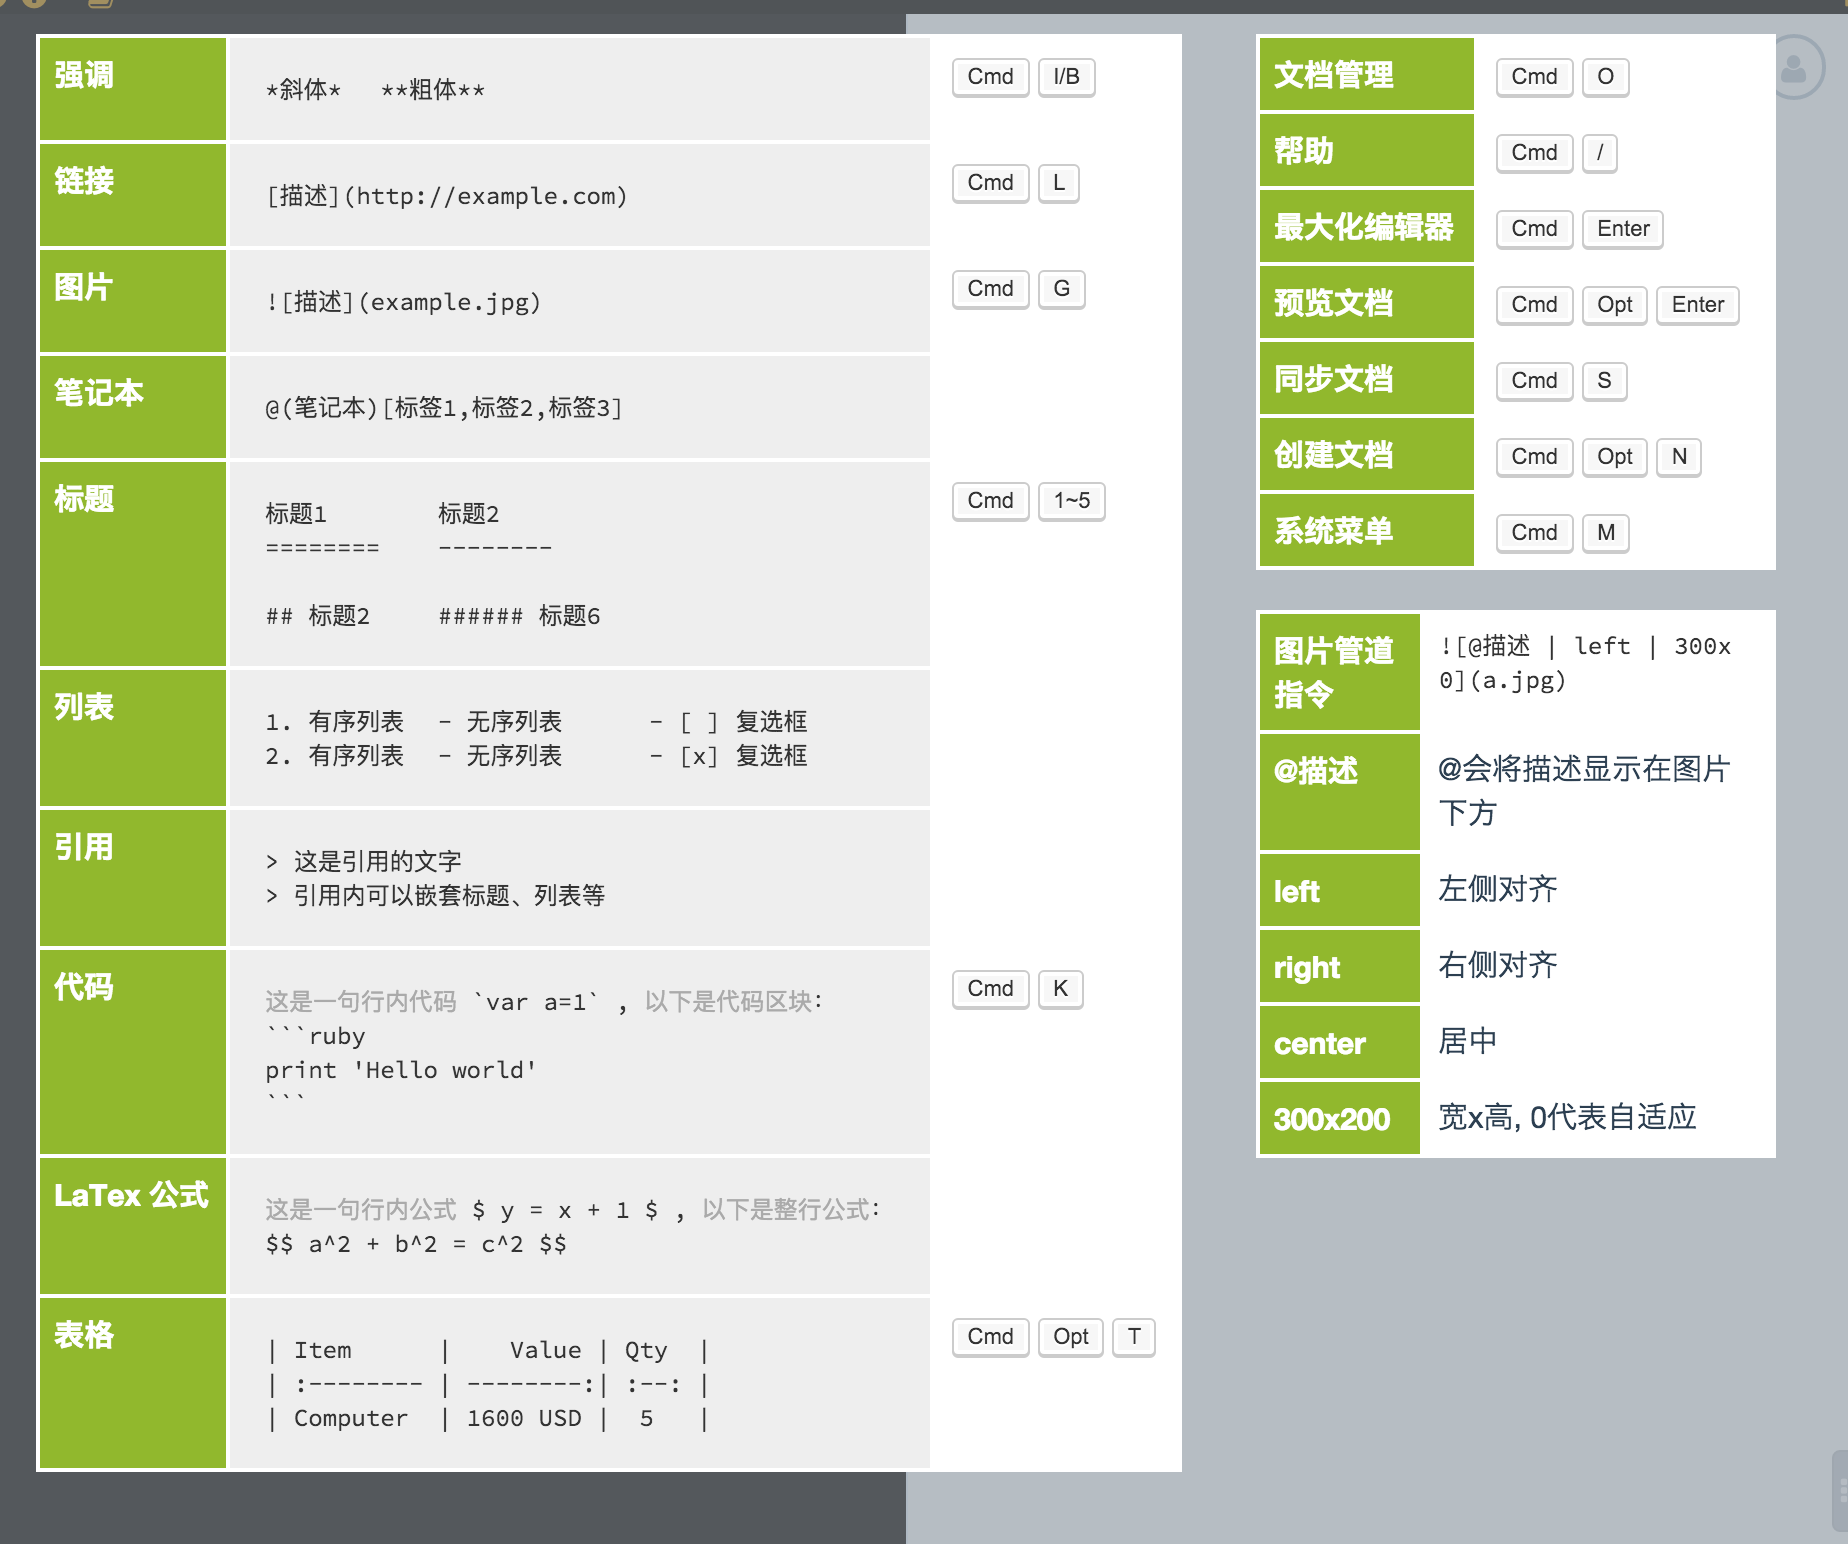 强调
*斜体*   **粗体**
Cmd I/B
链接
[描述](http://example.com)
Cmd L
图片
![描述](example.jpg)
Cmd G
笔记本
@(笔记本)[标签1,标签2,标签3]
标题
标题1        标题2
========    --------
## 标题2     ###### 标题6
Cmd 1~5
列表
1. 有序列表   - 无序列表      - [ ] 复选框
2. 有序列表   - 无序列表      - [x] 复选框
引用
> 这是引用的文字
> 引用内可以嵌套标题、列表等
代码
这是一句行内代码 `var a=1` , 以下是代码区块:
```ruby
print 'Hello world'
```
Cmd K
LaTex 公式
这是一句行内公式 $ y = x + 1 $ , 以下是整行公式:
$$ a^2 + b^2 = c^2 $$
表格
| Item      |    Value | Qty  |
| :-------- | --------:| :--: |
| Computer  | 1600 USD |  5   |
Cmd Opt T
文档管理 Cmd O
帮助 Cmd /
最大化编辑器 Cmd Enter
预览文档 Cmd Opt Enter
同步文档 Cmd S
创建文档 Cmd Opt N
系统菜单 Cmd M
图片管道
指令
![@描述 | left | 300x
0](a.jpg)
@描述
@会将描述显示在图片
下方
left 左侧对齐
right 右侧对齐
center 居中
300x200 宽x高, 0代表自适应